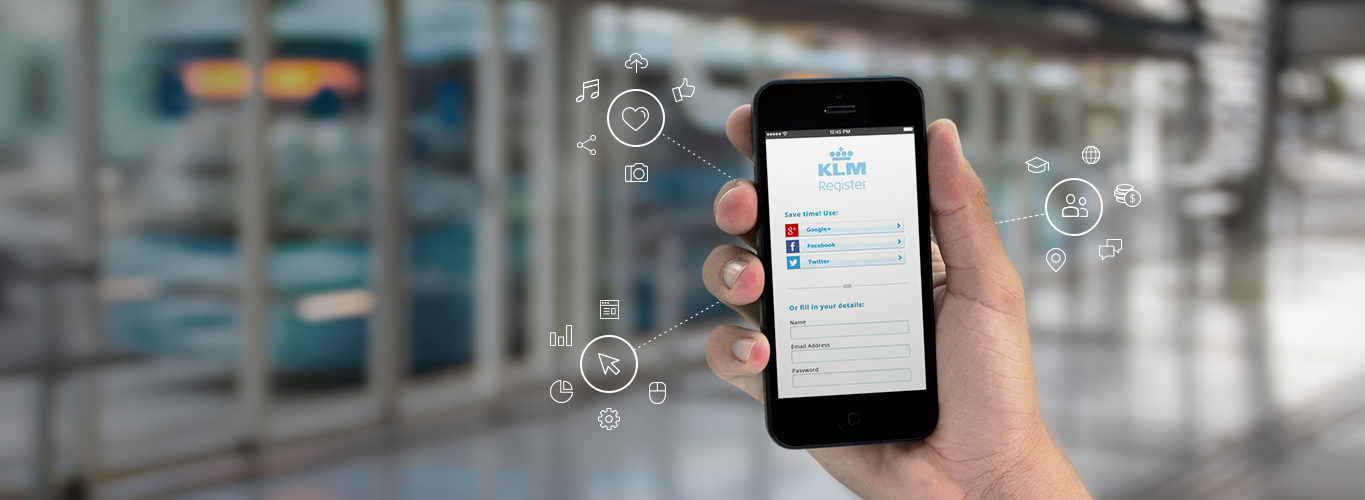 12:45 PM
KLM
Register
Save time! Use:
Google+
Facebook
Twitter
OR
Or fill in your details:
Name
Email Address
Password